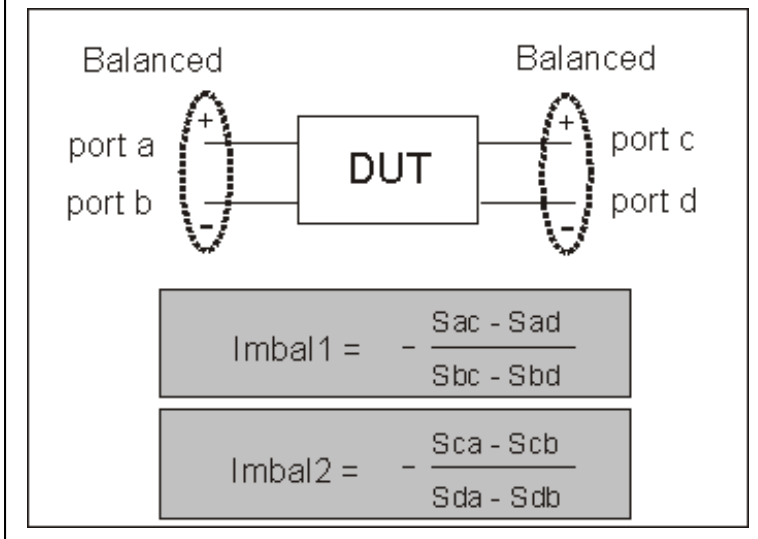 Balanced Balanced
+ +
port a port c
DUT
port b port d
- -
Imbal1 = - Sac - Sad
Sbc - Sbd
Imbal2 = - Sca - Scb
Sda - Sdb